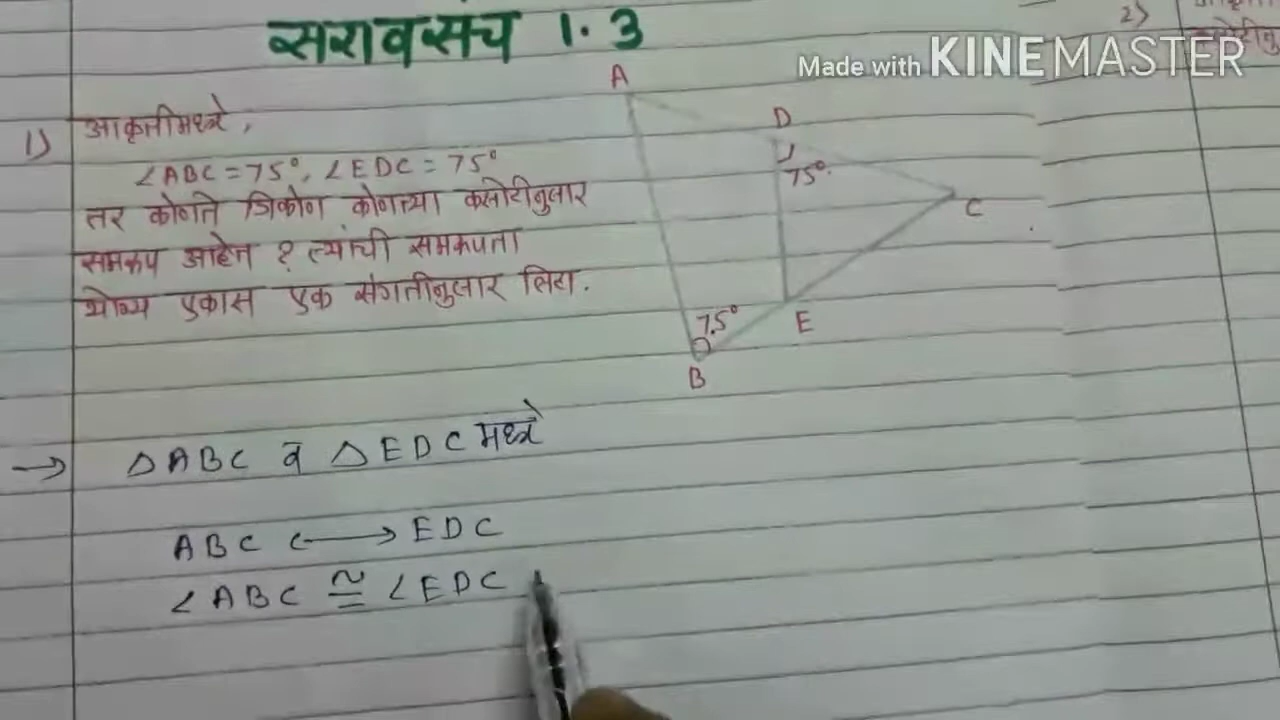 सरावसंच 1.3
Made with KINEMASTER
2)
1) आकृतीमध्ये,
∠ABC = 75°, ∠EDC = 75°
तर कोणते त्रिकोण कोणत्या कसोटीनुसार
समरूप आहेत ? त्यांची समरूपता
योग्य एकास एक संगतीनुसार लिहा.
A
D
75°.
C
75°
E
B
→ △ABC व △EDC मध्ये
ABC ⟷ EDC
∠ABC ≅ ∠EDC